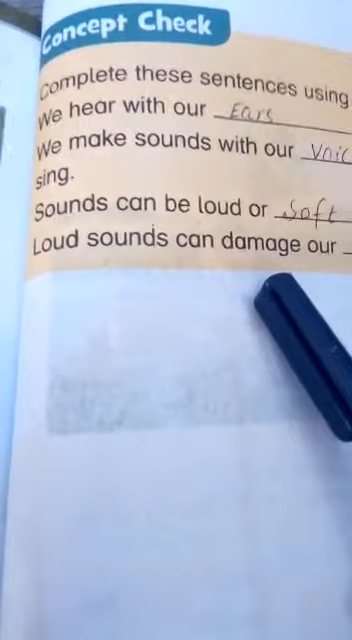 Concept Check
Complete these sentences using
We hear with our Ears
We make sounds with our Voic
sing.
Sounds can be loud or Soft
Loud sounds can damage our